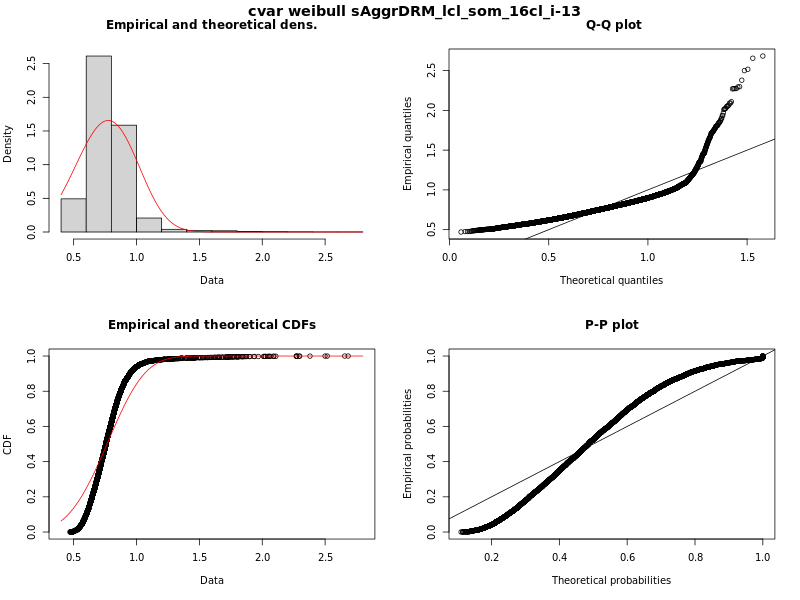 cvar weibull sAggrDRM_lcl_som_16cl_i-13
Empirical and theoretical dens.
Density
0.0 0.5 1.0 1.5 2.0 2.5
0.5 1.0 1.5 2.0 2.5
Data
Q-Q plot
Empirical quantiles
0.5 1.0 1.5 2.0 2.5
0.0 0.5 1.0 1.5
Theoretical quantiles
Empirical and theoretical CDFs
CDF
0.0 0.2 0.4 0.6 0.8 1.0
0.5 1.0 1.5 2.0 2.5
Data
P-P plot
Empirical probabilities
0.0 0.2 0.4 0.6 0.8 1.0
0.2 0.4 0.6 0.8 1.0
Theoretical probabilities